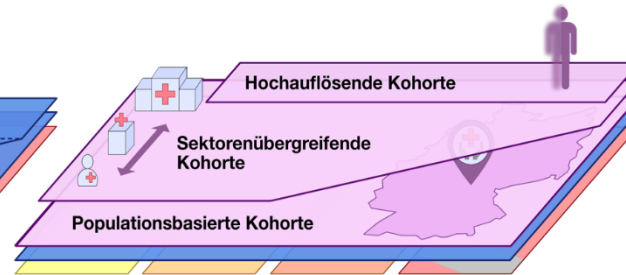 Hochauflösende Kohorte
Sektorenübergreifende
Kohorte
Populationsbasierte Kohorte